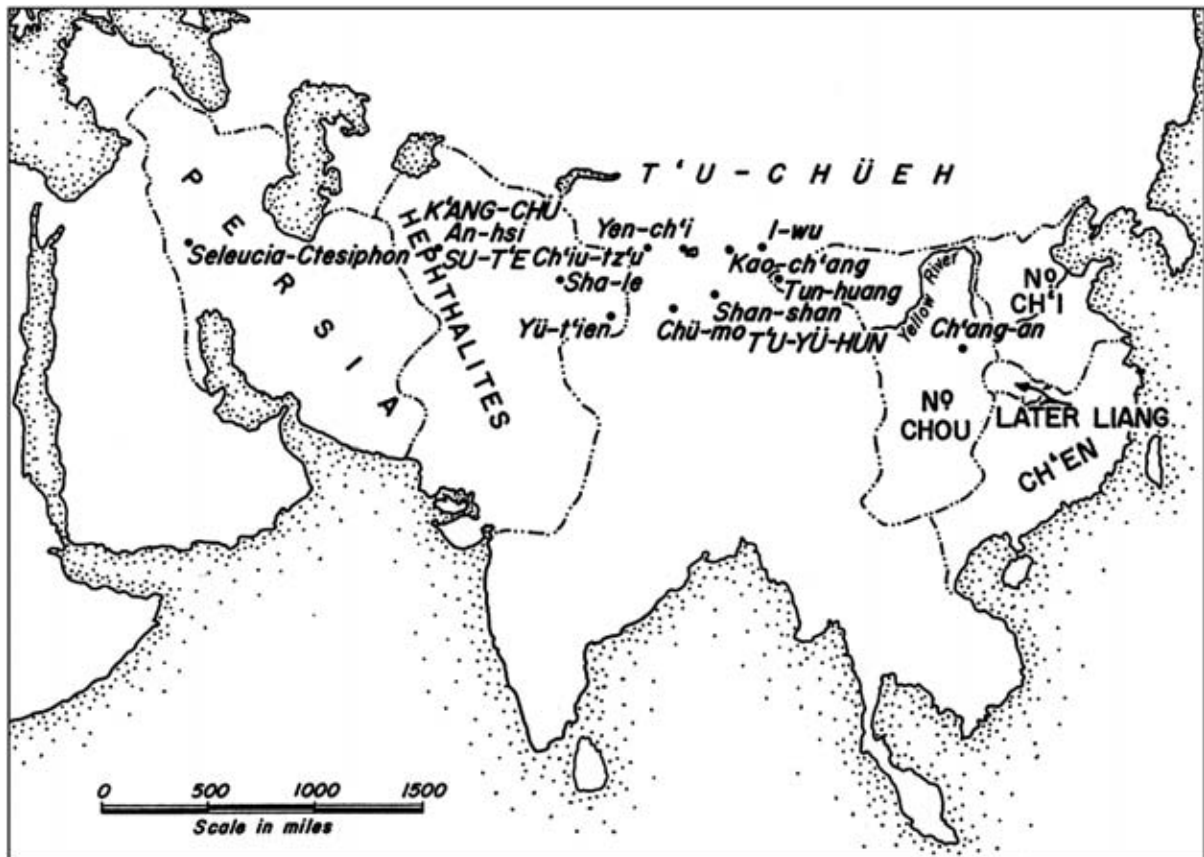 T'U-CHÜEH
PERSIA
HEPHTHALITES
K'ANG-CHU
An-hsi
SU-T'E
Seleucia-Ctesiphon
Yen-ch'i
Ch'iu-tz'u
Sha-le
Yü-t'ien
I-wu
Kao-ch'ang
Tun-huang
Shan-shan
Chü-mo
T'U-YÜ-HUN
Yellow River
Nº
CH'I
Ch'ang-an
Nº
CHOU
LATER LIANG
CH'EN
0 500 1000 1500
Scale in miles